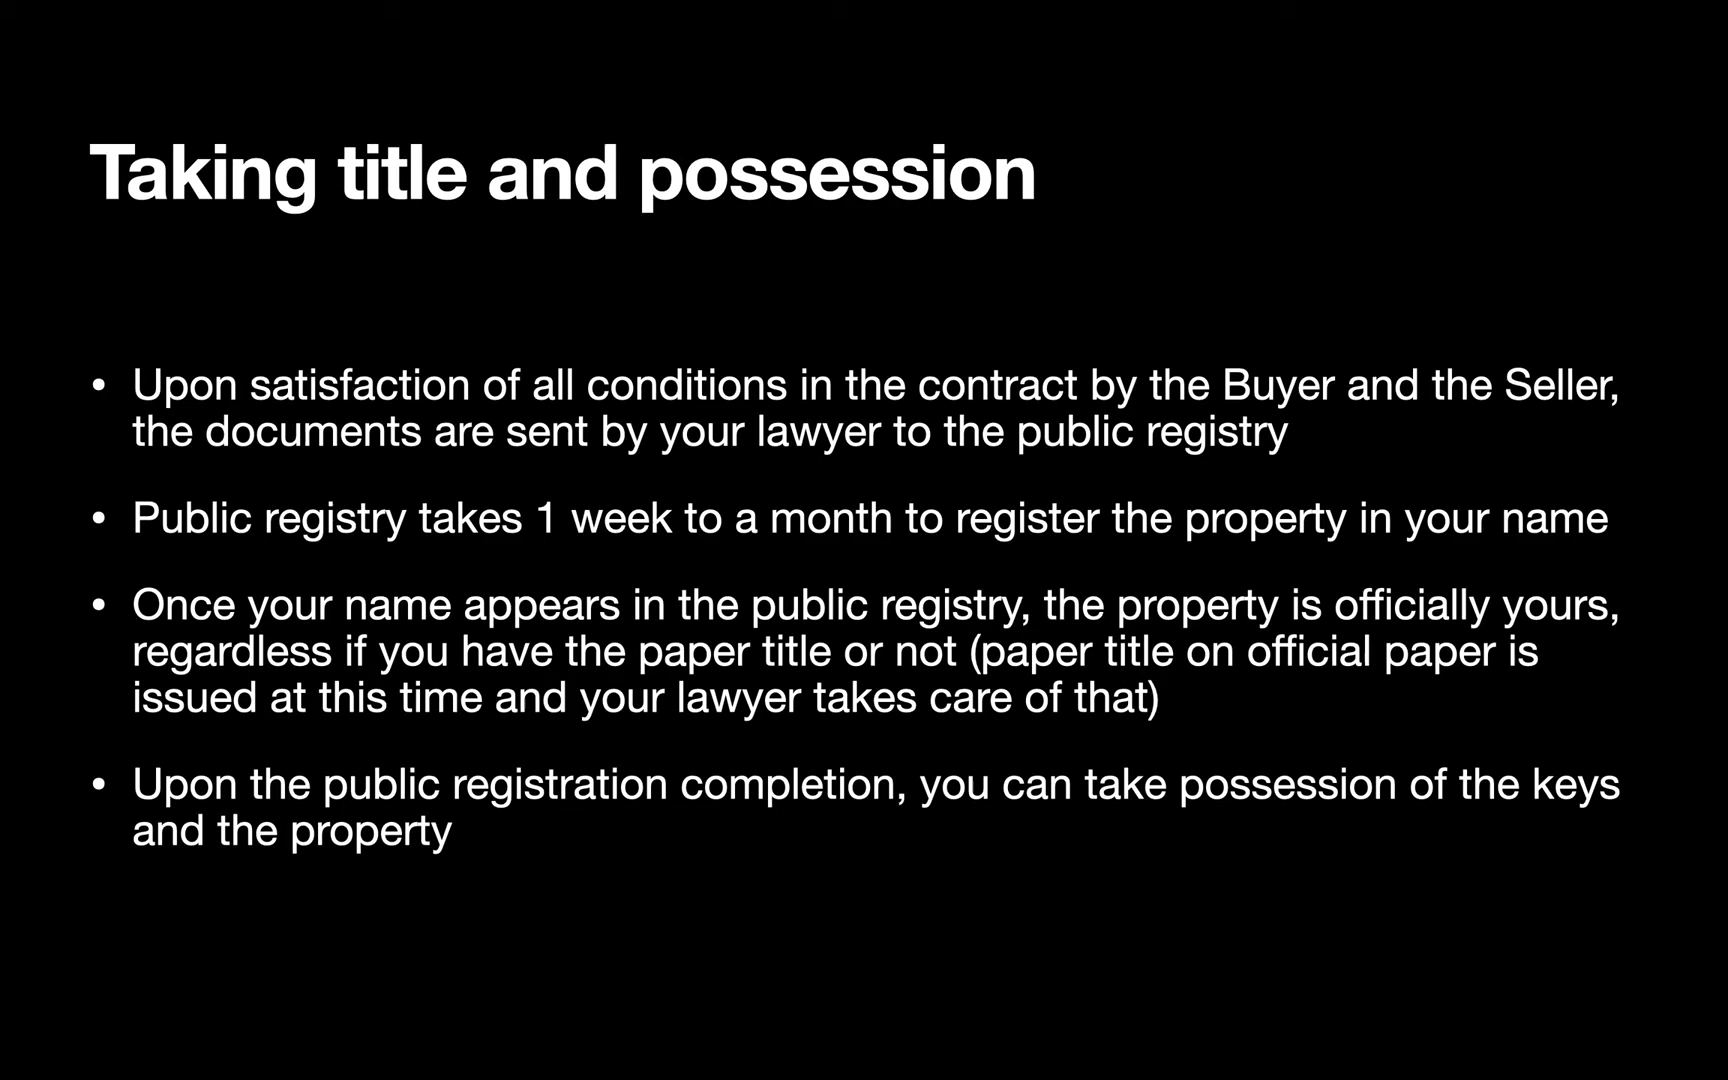 Taking title and possession
• Upon satisfaction of all conditions in the contract by the Buyer and the Seller,
the documents are sent by your lawyer to the public registry
• Public registry takes 1 week to a month to register the property in your name
• Once your name appears in the public registry, the property is officially yours,
regardless if you have the paper title or not (paper title on official paper is
issued at this time and your lawyer takes care of that)
• Upon the public registration completion, you can take possession of the keys
and the property